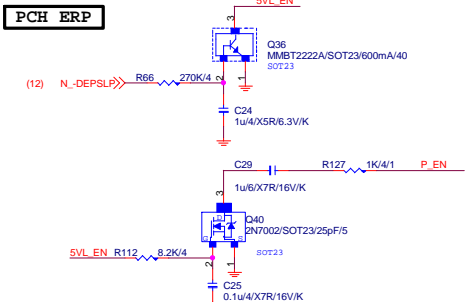 PCH ERP
5VL_EN
3
Q36
MMBT2222A/SOT23/600mA/40
SOT23
(12) N_-DEPSLP R66 270K/4
2
1
C24
1u/4/X5R/6.3V/K
C29 R127 1K/4/1 P_EN
1u/6/X7R/16V/K
3
D
Q40
2N7002/SOT23/25pF/5
G S
SOT23
5VL_EN R112 8.2K/4
2
1
C25
0.1u/4/X7R/16V/K